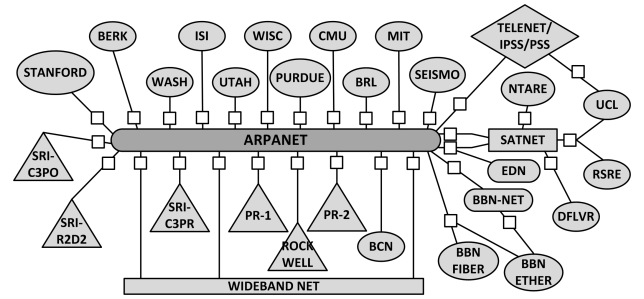 TELENET/
IPSS/PSS
BERK
ISI
WISC
CMU
MIT
STANFORD
WASH
UTAH
PURDUE
BRL
SEISMO
NTARE
UCL
ARPANET
SATNET
SRI-
C3PO
EDN
RSRE
SRI-
R2D2
SRI-
C3PR
PR-1
ROCK
WELL
PR-2
BCN
BBN-NET
DFLVR
BBN
FIBER
BBN
ETHER
WIDEBAND NET